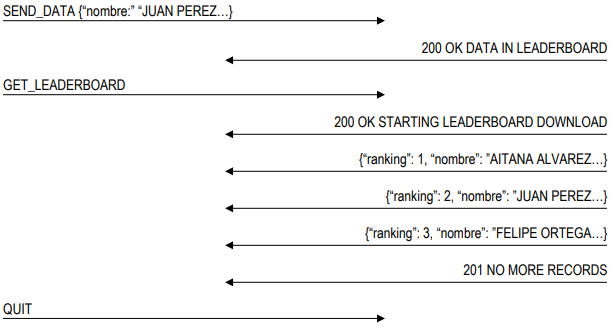 SEND_DATA {“nombre:” “JUAN PEREZ…}
200 OK DATA IN LEADERBOARD
GET_LEADERBOARD
200 OK STARTING LEADERBOARD DOWNLOAD
{“ranking”: 1, “nombre”: ”AITANA ALVAREZ…}
{“ranking”: 2, “nombre”: ”JUAN PEREZ…}
{“ranking”: 3, “nombre”: ”FELIPE ORTEGA…}
201 NO MORE RECORDS
QUIT